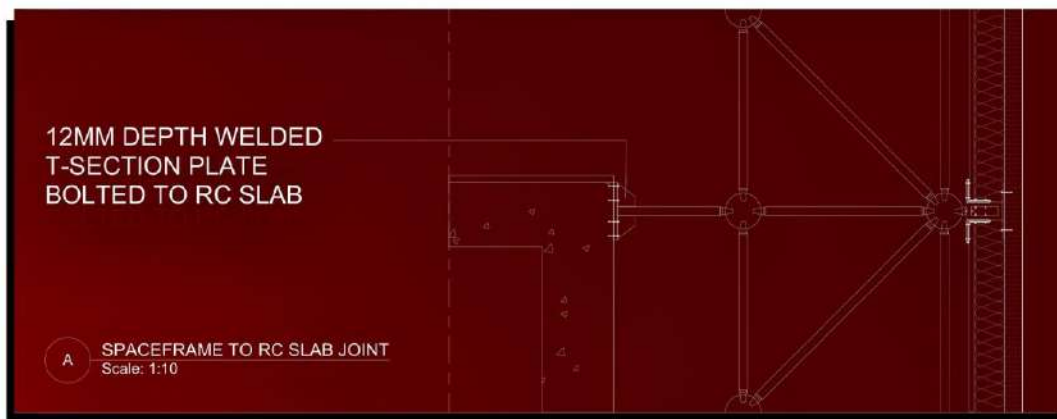 12MM DEPTH WELDED
T-SECTION PLATE
BOLTED TO RC SLAB
A
SPACEFRAME TO RC SLAB JOINT
Scale: 1:10